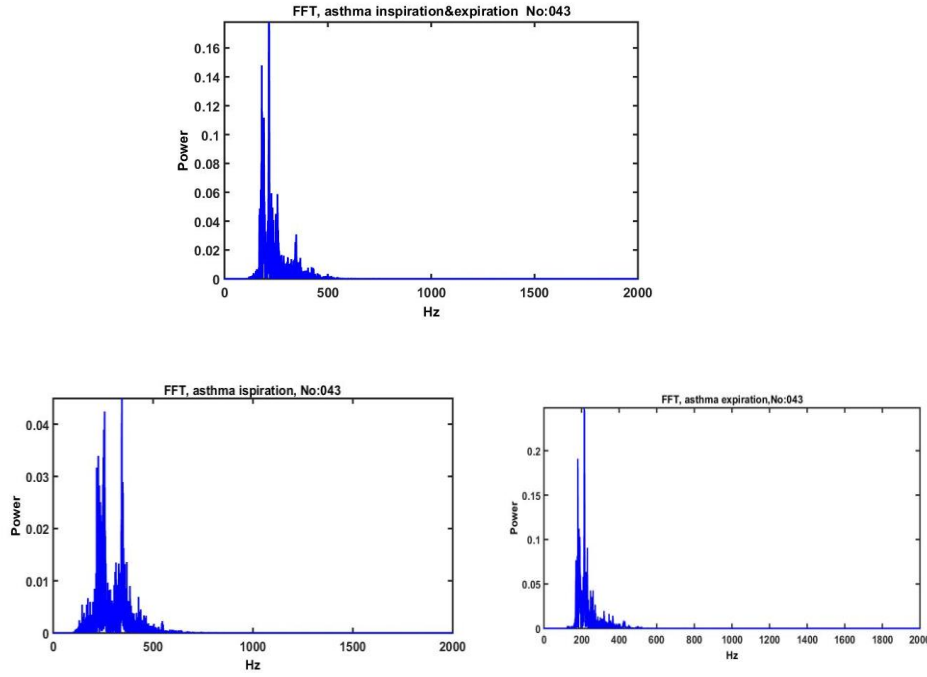 FFT, asthma inspiration&expiration  No:043
0.16
0.14
0.12
0.1
0.08
0.06
0.04
0.02
0
Power
0 500 1000 1500 2000
Hz
FFT, asthma ispiration, No:043
0.04
0.03
0.02
0.01
0
Power
0 500 1000 1500 2000
Hz
FFT, asthma expiration,No:043
0.2
0.15
0.1
0.05
0
Power
0 200 400 600 800 1000 1200 1400 1600 1800 2000
Hz